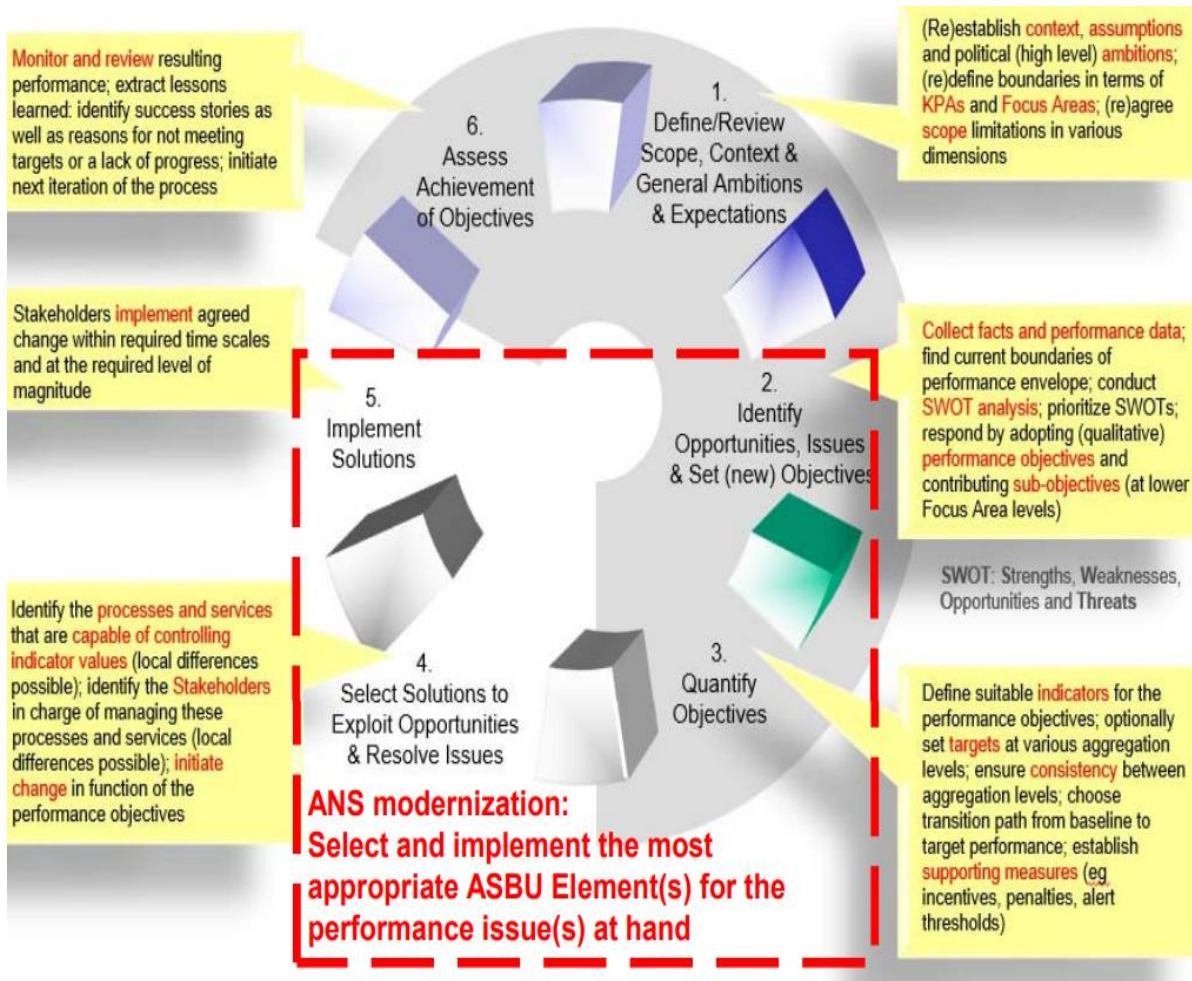 Monitor and review resulting
performance; extract lessons
learned: identify success stories as
well as reasons for not meeting
targets or a lack of progress; initiate
next iteration of the process
(Re)establish context, assumptions
and political (high level) ambitions;
(re)define boundaries in terms of
KPAs and Focus Areas; (re)agree
scope limitations in various
dimensions
6.
Assess
Achievement
of Objectives
1.
Define/Review
Scope, Context &
General Ambitions
& Expectations
Stakeholders implement agreed
change within required time scales
and at the required level of
magnitude
Collect facts and performance data;
find current boundaries of
performance envelope; conduct
SWOT analysis; prioritize SWOTs;
respond by adopting (qualitative)
performance objectives and
contributing sub-objectives (at lower
Focus Area levels)
5.
Implement
Solutions
2.
Identify
Opportunities, Issues
& Set (new) Objectives
SWOT: Strengths, Weaknesses,
Opportunities and Threats
Identify the processes and services
that are capable of controlling
indicator values (local differences
possible); identify the Stakeholders
in charge of managing these
processes and services (local
differences possible); initiate
change in function of the
performance objectives
4.
Select Solutions to
Exploit Opportunities
& Resolve Issues
3.
Quantify
Objectives
Define suitable indicators for the
performance objectives; optionally
set targets at various aggregation
levels; ensure consistency between
aggregation levels; choose
transition path from baseline to
target performance; establish
supporting measures (eg
incentives, penalties, alert
thresholds)
ANS modernization:
Select and implement the most
appropriate ASBU Element(s) for the
performance issue(s) at hand